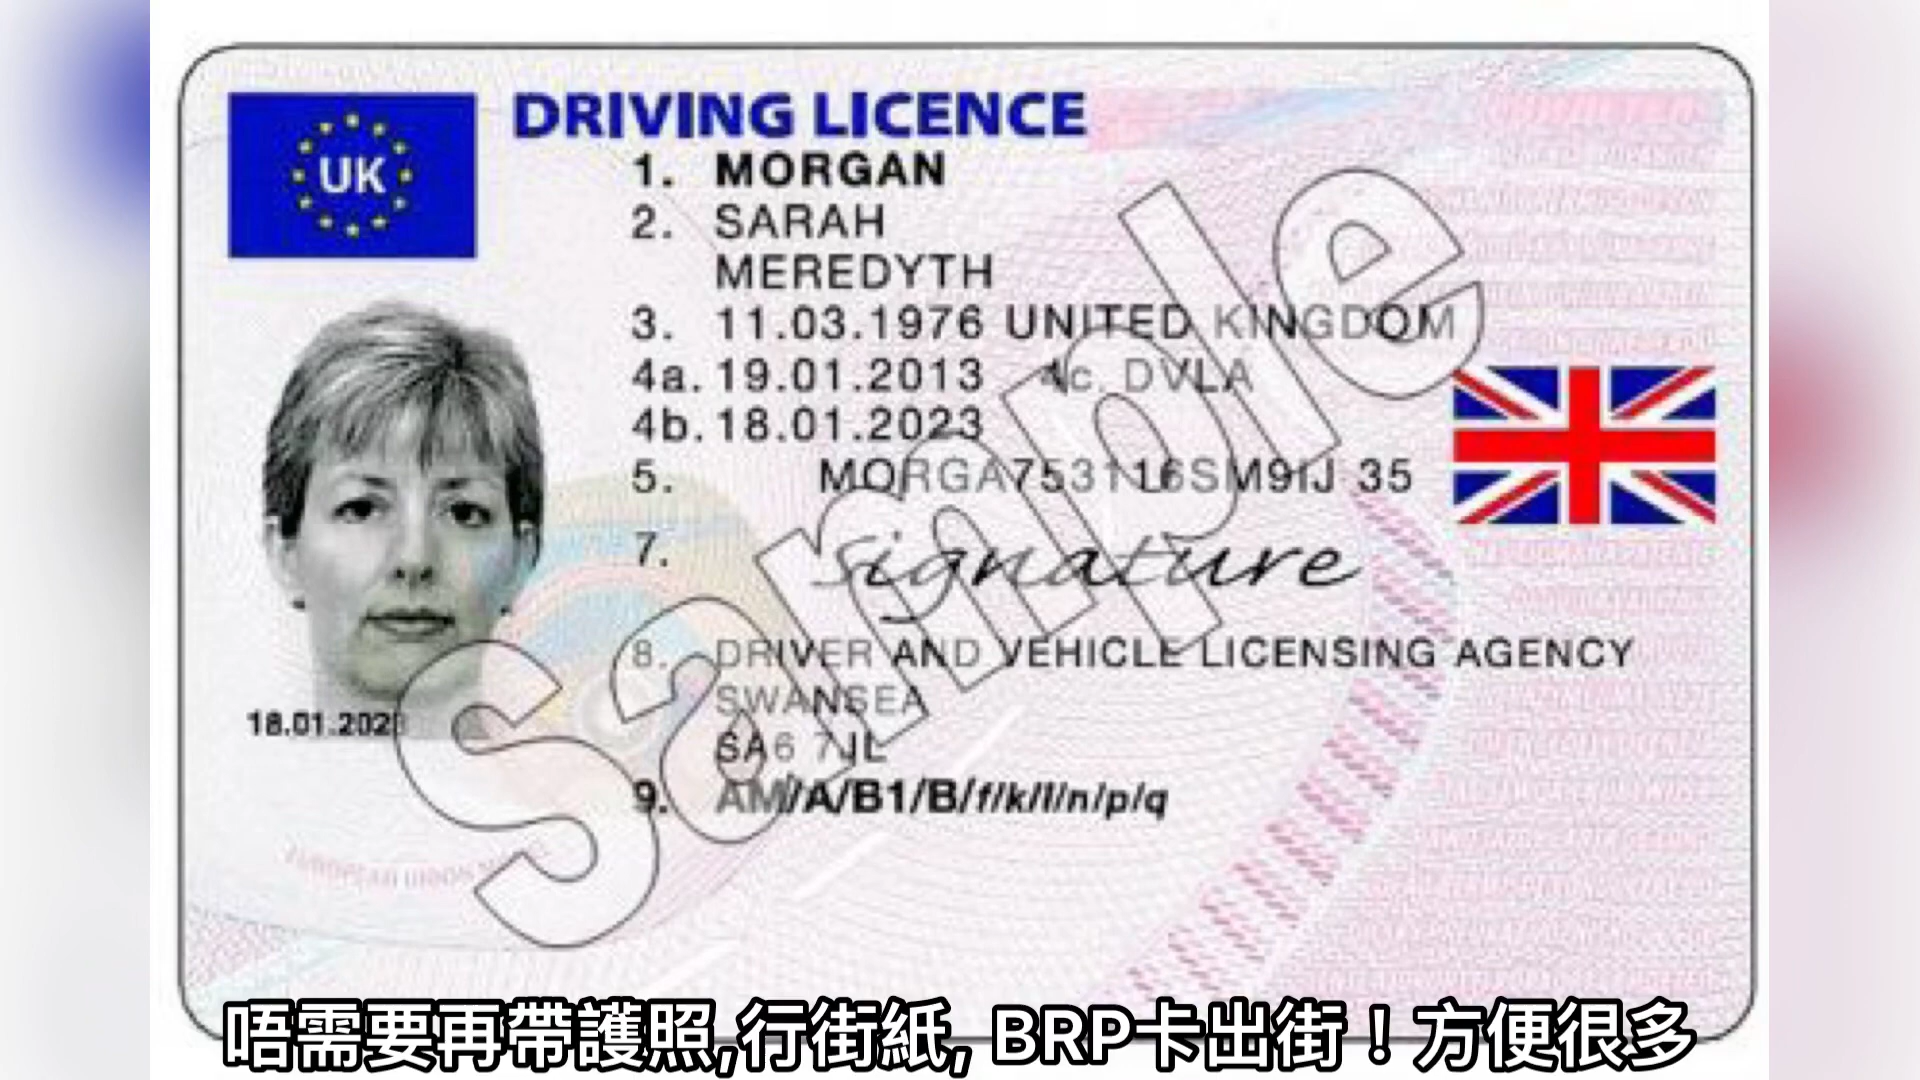 UK
DRIVING LICENCE
1. MORGAN
2. SARAH
MEREDYTH
3. 11.03.1976 UNITED KINGDOM
4a. 19.01.2013 4c. DVLA
4b. 18.01.2023
5. MORGA753116SM9IJ 35
7. Signature
8. DRIVER AND VEHICLE LICENSING AGENCY
SWANSEA
SA6 7JL
18.01.2023
9. AM/A/B1/B/f/k/l/n/p/q
Sample
唔需要再帶護照,行街紙, BRP卡出街！方便很多